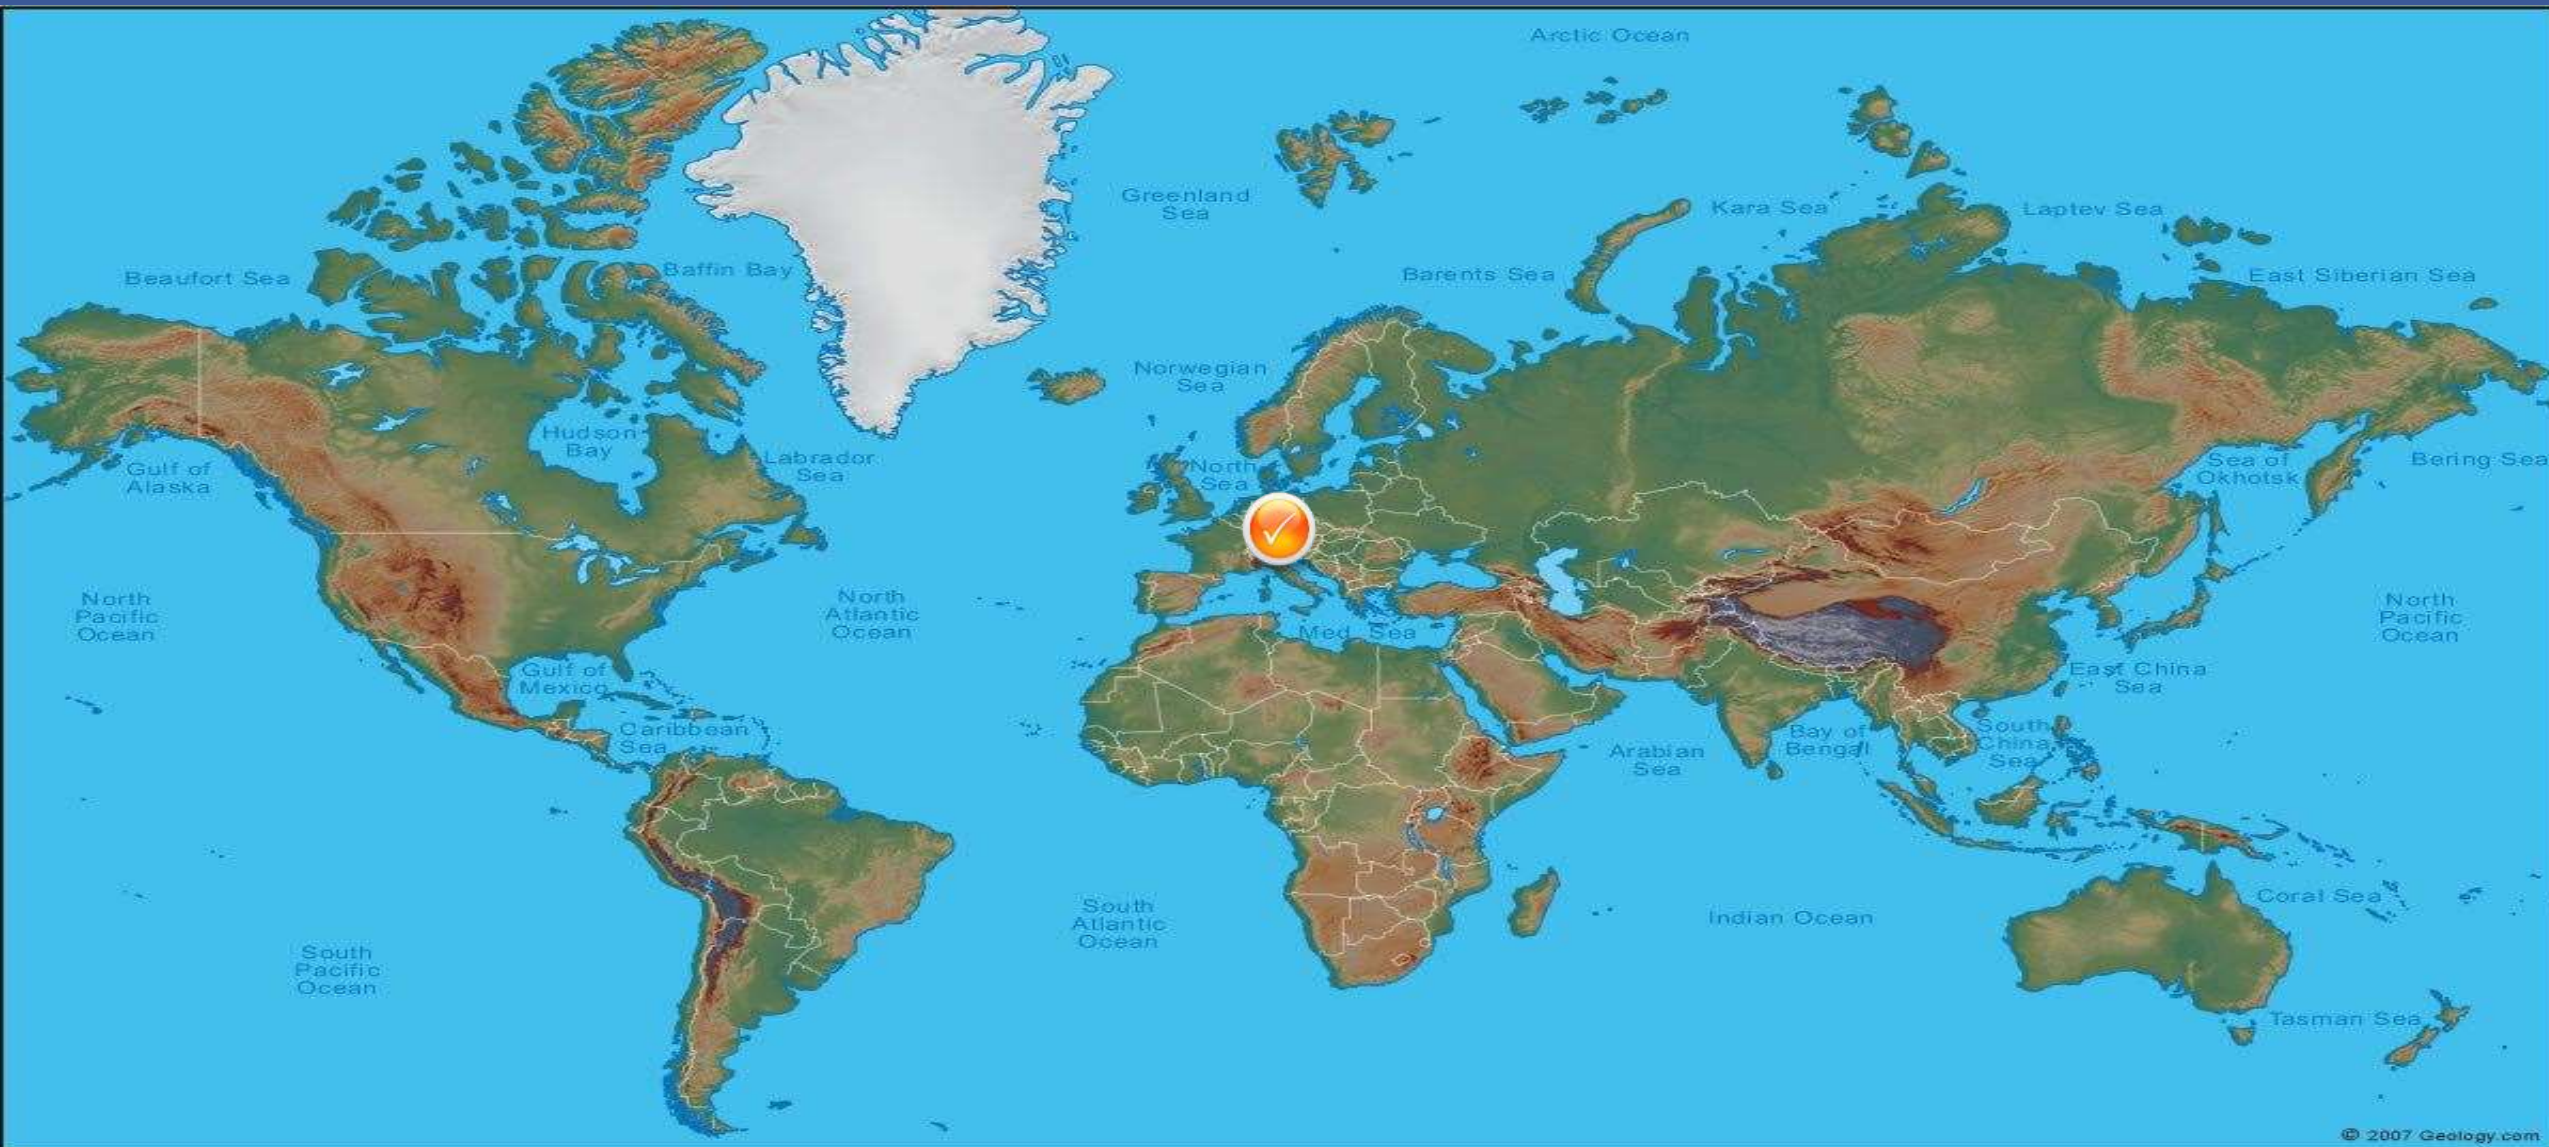 Arctic Ocean
Greenland
Sea
Kara Sea
Laptev Sea
Beaufort Sea
Baffin Bay
Barents Sea
East Siberian Sea
Norwegian
Sea
Hudson
Bay
Labrador
Sea
North
Sea
Gulf of
Alaska
Sea of
Okhotsk
Bering Sea
North
Pacific
Ocean
North
Atlantic
Ocean
Med. Sea
North
Pacific
Ocean
Gulf of
Mexico
East China
Sea
Caribbean
Sea
Arabian
Sea
Bay of
Bengal
South
China
Sea
South
Atlantic
Ocean
Indian Ocean
Coral Sea
South
Pacific
Ocean
Tasman Sea
© 2007 Geology.com